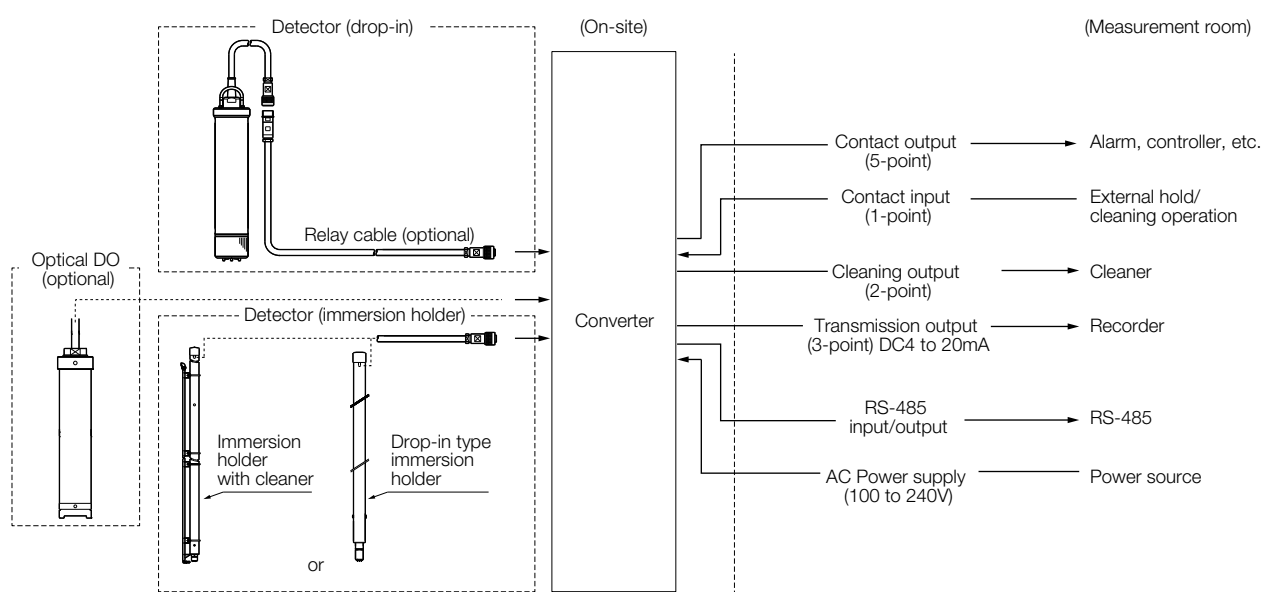 Detector (drop-in)
(On-site)
(Measurement room)
Relay cable (optional)
Optical DO
(optional)
Detector (immersion holder)
Immersion
holder
with cleaner
Drop-in type
immersion
holder
or
Converter
Contact output
(5-point)
Alarm, controller, etc.
Contact input
(1-point)
External hold/
cleaning operation
Cleaning output
(2-point)
Cleaner
Transmission output
(3-point) DC4 to 20mA
Recorder
RS-485
input/output
RS-485
AC Power supply
(100 to 240V)
Power source